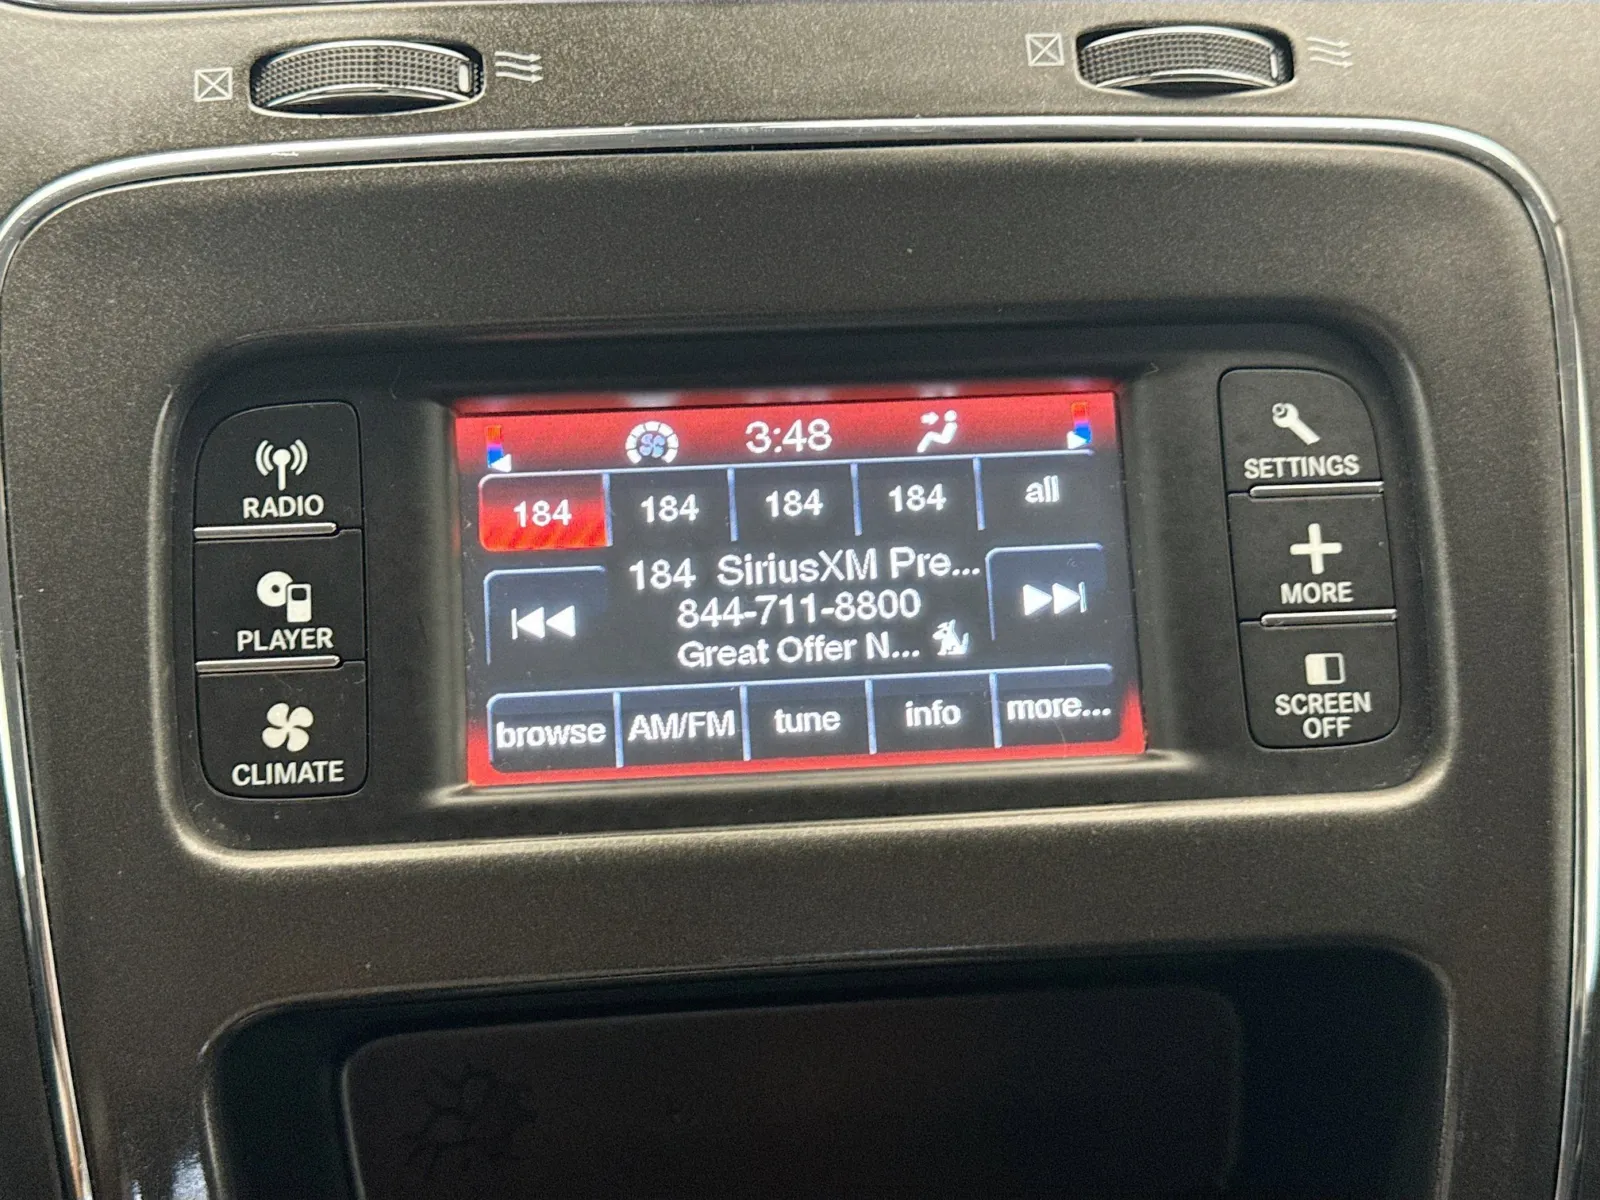 3:48
184 184 184 184 all
184 SiriusXM Pre...
844-711-8800
Great Offer N...
browse AM/FM tune info more...
RADIO
PLAYER
CLIMATE
SETTINGS
MORE
SCREEN
OFF